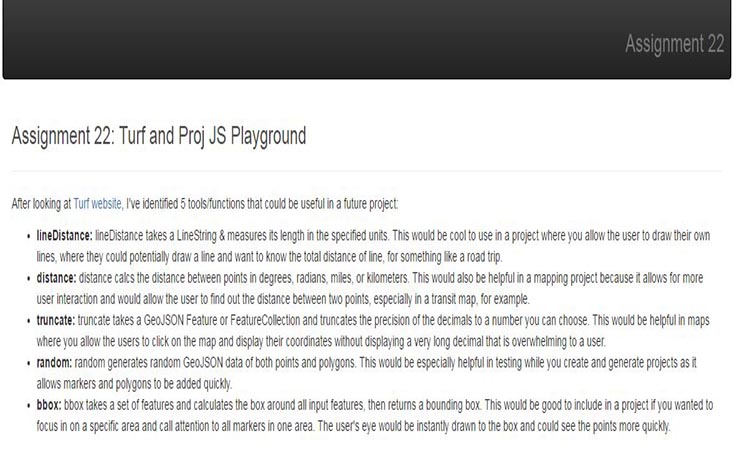 Assignment 22
Assignment 22: Turf and Proj JS Playground
After looking at Turf website, I've identified 5 tools/functions that could be useful in a future project:
• lineDistance: lineDistance takes a LineString & measures its length in the specified units. This would be cool to use in a project where you allow the user to draw their own
lines, where they could potentially draw a line and want to know the total distance of line, for something like a road trip.
• distance: distance calcs the distance between points in degrees, radians, miles, or kilometers. This would also be helpful in a mapping project because it allows for more
user interaction and would allow the user to find out the distance between two points, especially in a transit map, for example.
• truncate: truncate takes a GeoJSON Feature or FeatureCollection and truncates the precision of the decimals to a number you can choose. This would be helpful in maps
where you allow the users to click on the map and display their coordinates without displaying a very long decimal that is overwhelming to a user.
• random: random generates random GeoJSON data of both points and polygons. This would be especially helpful in testing while you create and generate projects as it
allows markers and polygons to be added quickly.
• bbox: bbox takes a set of features and calculates the box around all input features, then returns a bounding box. This would be good to include in a project if you wanted to
focus in on a specific area and call attention to all markers in one area. The user's eye would be instantly drawn to the box and could see the points more quickly.